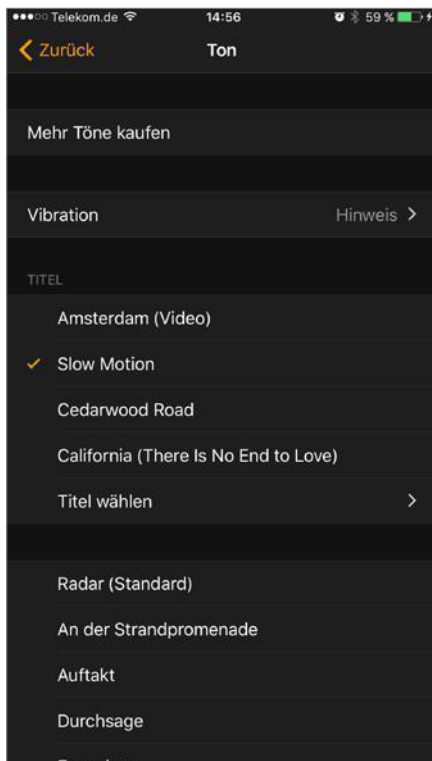 Telekom.de 14:56 59 %
Zurück Ton
Mehr Töne kaufen
Vibration Hinweis
TITEL
Amsterdam (Video)
Slow Motion
Cedarwood Road
California (There Is No End to Love)
Titel wählen
Radar (Standard)
An der Strandpromenade
Auftakt
Durchsage